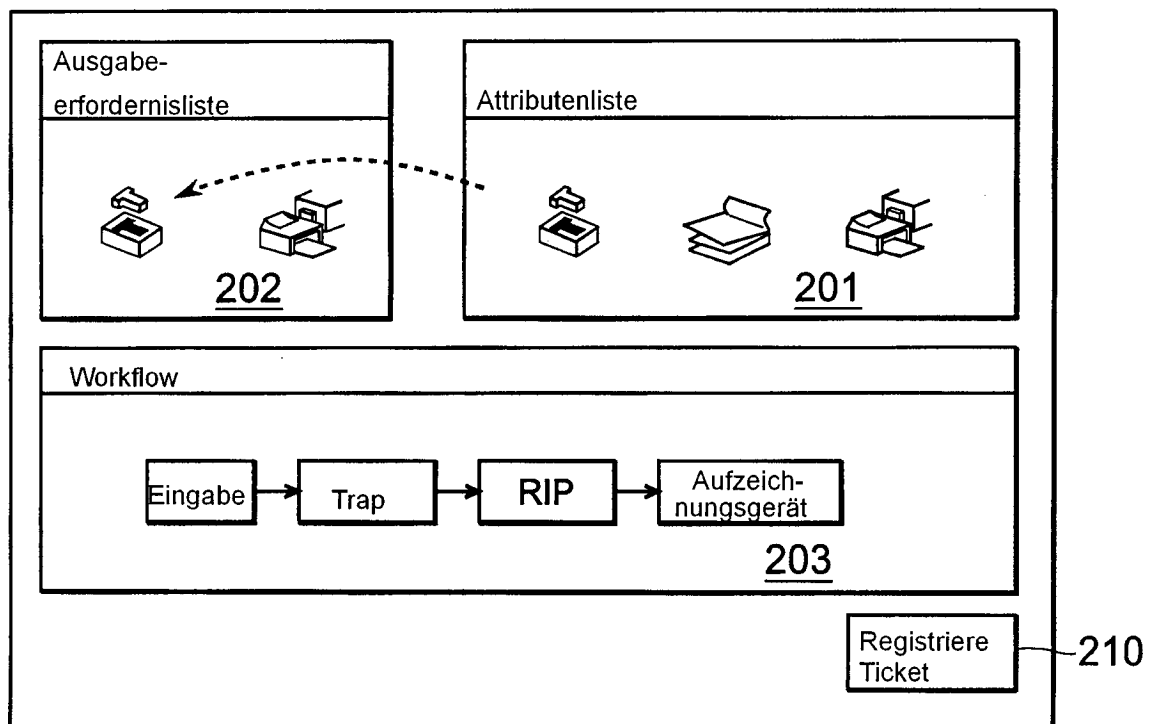 Ausgabe-
erfordernisliste
Attributenliste
202
201
Workflow
Eingabe
Trap
RIP
Aufzeich-
nungsgerät
203
Registriere
Ticket
210